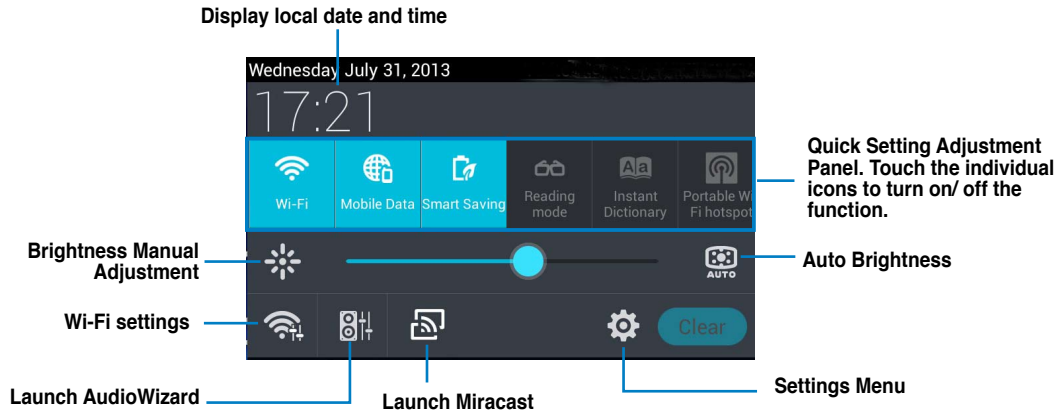 Display local date and time
Wednesday July 31, 2013
17:21
Wi-Fi
Mobile Data
Smart Saving
Reading
mode
Aa
Instant
Dictionary
Portable Wi
Fi hotspot
Quick Setting Adjustment
Panel. Touch the individual
icons to turn on/ off the
function.
Brightness Manual
Adjustment
AUTO
Auto Brightness
Wi-Fi settings
Clear
Launch AudioWizard
Launch Miracast
Settings Menu